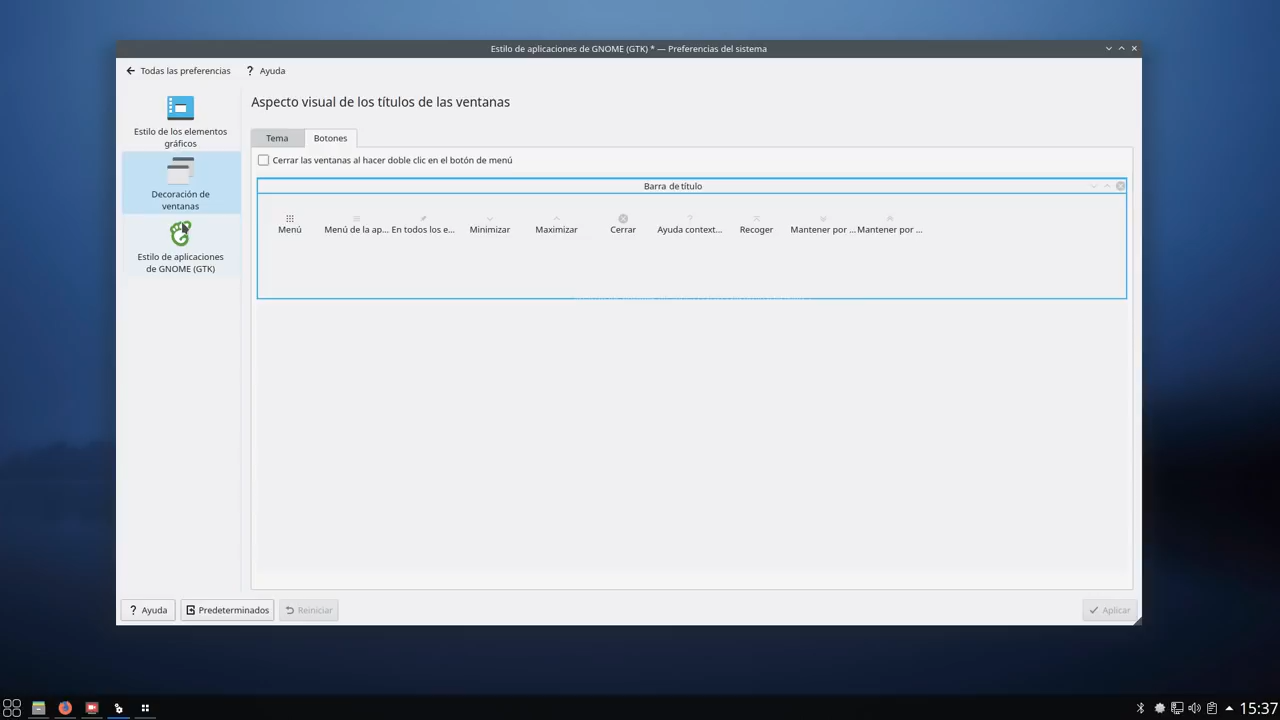 Estilo de aplicaciones de GNOME (GTK) * — Preferencias del sistema
Todas las preferencias
? Ayuda
Estilo de los elementos
gráficos
Decoración de
ventanas
Estilo de aplicaciones
de GNOME (GTK)
Aspecto visual de los títulos de las ventanas
Tema
Botones
Cerrar las ventanas al hacer doble clic en el botón de menú
Barra de título
Menú
Menú de la ap...
En todos los e...
Minimizar
Maximizar
Cerrar
Ayuda context...
Recoger
Mantener por ...
Mantener por ...
? Ayuda
Predeterminados
Reiniciar
Aplicar
15:37